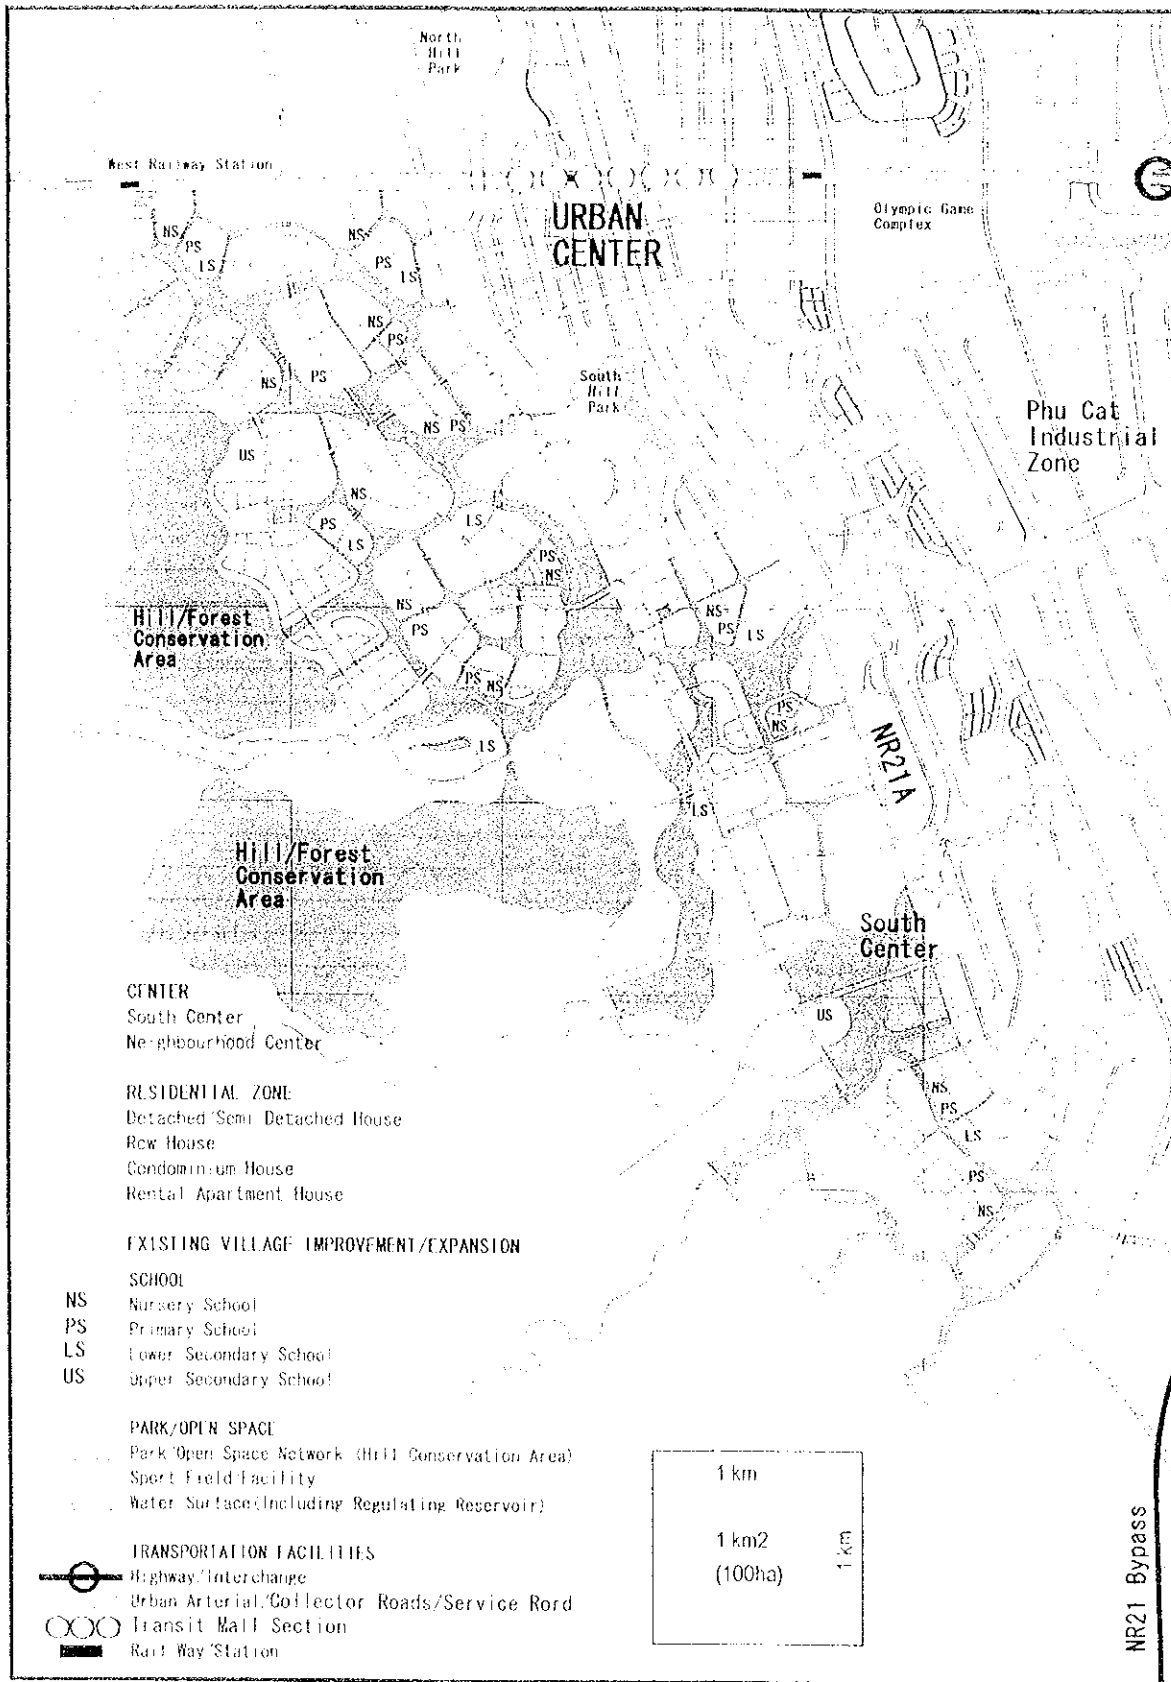 North
Hill
Park
West Railway Station
URBAN
CENTER
Olympic Game
Complex
NS
PS
LS
NS
PS
LS
NS
PS
NS
PS
South
Hill
Park
Phu Cat
Industrial
Zone
NS
PS
US
NS
PS
LS
LS
PS
NS
Hill/Forest
Conservation
Area
NS
PS
NS
PS
LS
PS
NS
PS
NS
LS
NR21A
LS
Hill/Forest
Conservation
Area
South
Center
US
NS
PS
LS
PS
NS
CENTER
South Center
Neighbourhood Center
RESIDENTIAL ZONE
Detached/Semi Detached House
Row House
Condominium House
Rental Apartment House
EXISTING VILLAGE IMPROVEMENT/EXPANSION
SCHOOL
NS Nursery School
PS Primary School
LS Lower Secondary School
US Upper Secondary School
PARK/OPEN SPACE
Park/Open Space Network (Hill Conservation Area)
Sport Field Facility
Water Surface(Including Regulating Reservoir)
TRANSPORTATION FACILITIES
Highway/Interchange
Urban Arterial/Collector Roads/Service Rord
Transit Mall Section
Rail Way Station
1 km
1 km2
(100ha)
1 km
NR21 Bypass